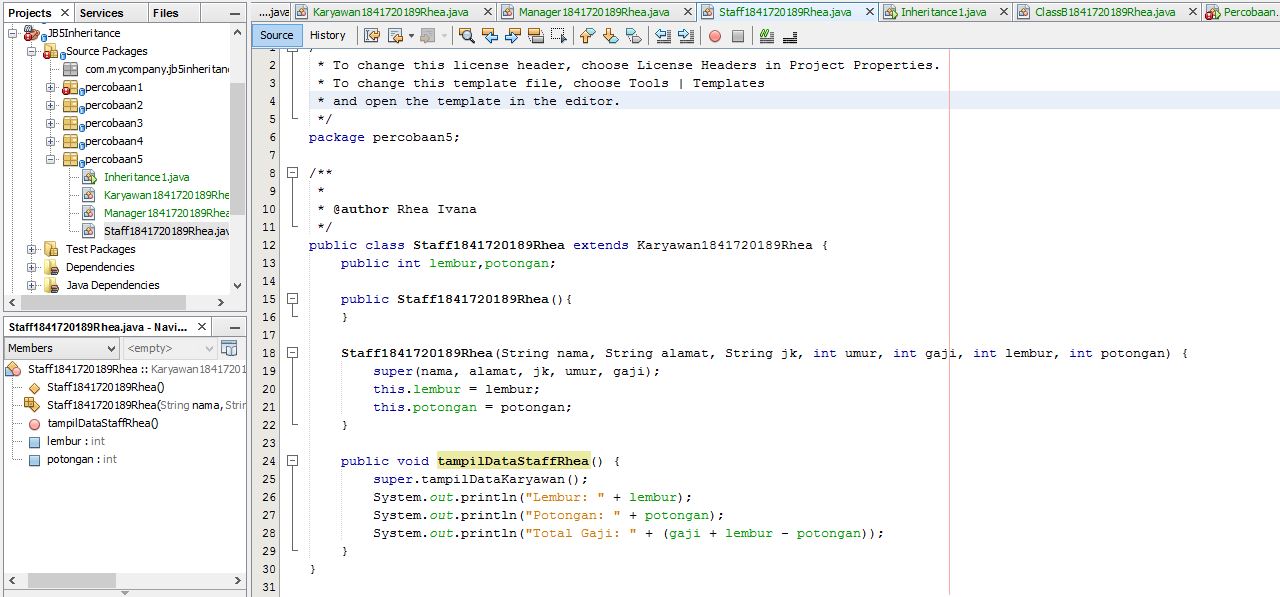 Projects
Services
Files
JB5Inheritance
Source Packages
com.mycompany.jb5inheritan
percobaan1
percobaan2
percobaan3
percobaan4
percobaan5
Inheritance1.java
Karyawan1841720189Rhe
Manager1841720189Rhea
Staff1841720189Rhea.jav
Test Packages
Dependencies
Java Dependencies
Staff1841720189Rhea.java - Navi...
Members
<empty>
Staff1841720189Rhea :: Karyawan18417201
Staff1841720189Rhea()
Staff1841720189Rhea(String nama, Strin
tampilDataStaffRhea()
lembur : int
potongan : int
....java
Karyawan1841720189Rhea.java
Manager1841720189Rhea.java
Staff1841720189Rhea.java
Inheritance1.java
ClassB1841720189Rhea.java
Percobaan.
Source
History
2 * To change this license header, choose License Headers in Project Properties.
3 * To change this template file, choose Tools | Templates
4 * and open the template in the editor.
5 */
6 package percobaan5;
7
8 /**
9 *
10 * @author Rhea Ivana
11 */
12 public class Staff1841720189Rhea extends Karyawan1841720189Rhea {
13 public int lembur,potongan;
14
15 public Staff1841720189Rhea(){
16 }
17
18 Staff1841720189Rhea(String nama, String alamat, String jk, int umur, int gaji, int lembur, int potongan) {
19 super(nama, alamat, jk, umur, gaji);
20 this.lembur = lembur;
21 this.potongan = potongan;
22 }
23
24 public void tampilDataStaffRhea() {
25 super.tampilDataKaryawan();
26 System.out.println("Lembur: " + lembur);
27 System.out.println("Potongan: " + potongan);
28 System.out.println("Total Gaji: " + (gaji + lembur - potongan));
29 }
30 }
31